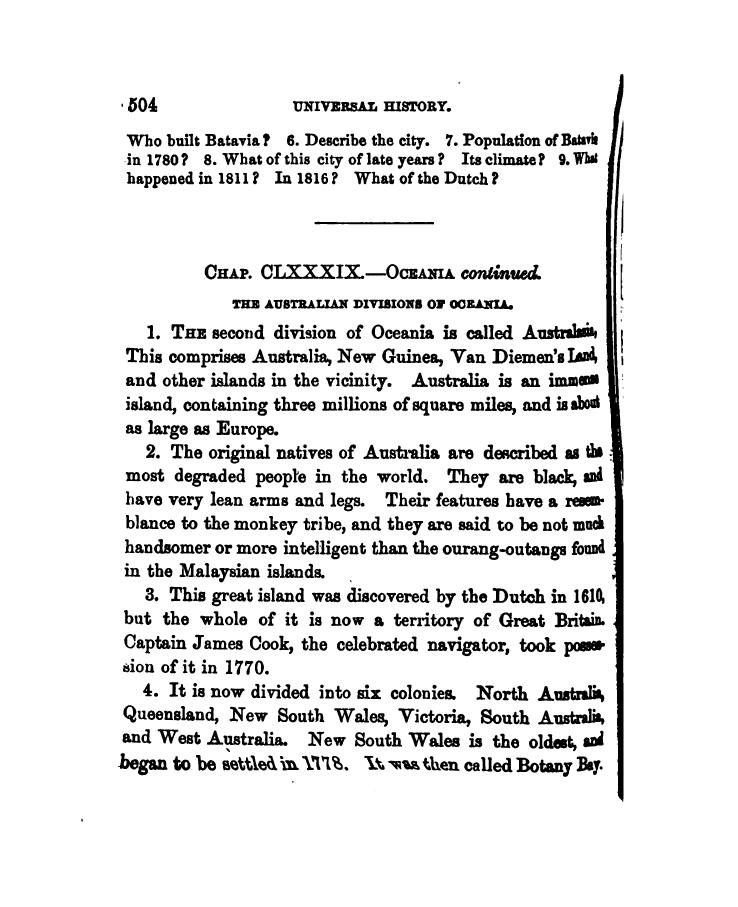 504 UNIVERSAL HISTORY.
Who built Batavia? 6. Describe the city. 7. Population of Batavia
in 1780? 8. What of this city of late years? Its climate? 9. What
happened in 1811? In 1816? What of the Dutch?
CHAP. CLXXXIX.—OCEANIA continued.
THE AUSTRALIAN DIVISIONS OF OCEANIA.
1. THE second division of Oceania is called Australasia,
This comprises Australia, New Guinea, Van Diemen's Land,
and other islands in the vicinity. Australia is an immense
island, containing three millions of square miles, and is about
as large as Europe.
2. The original natives of Australia are described as the
most degraded people in the world. They are black, and
have very lean arms and legs. Their features have a resem-
blance to the monkey tribe, and they are said to be not much
handsomer or more intelligent than the ourang-outangs found
in the Malaysian islands.
3. This great island was discovered by the Dutch in 1610,
but the whole of it is now a territory of Great Britain.
Captain James Cook, the celebrated navigator, took posses-
sion of it in 1770.
4. It is now divided into six colonies. North Australia,
Queensland, New South Wales, Victoria, South Australia,
and West Australia. New South Wales is the oldest, and
began to be settled in 1778. It was then called Botany Bay.